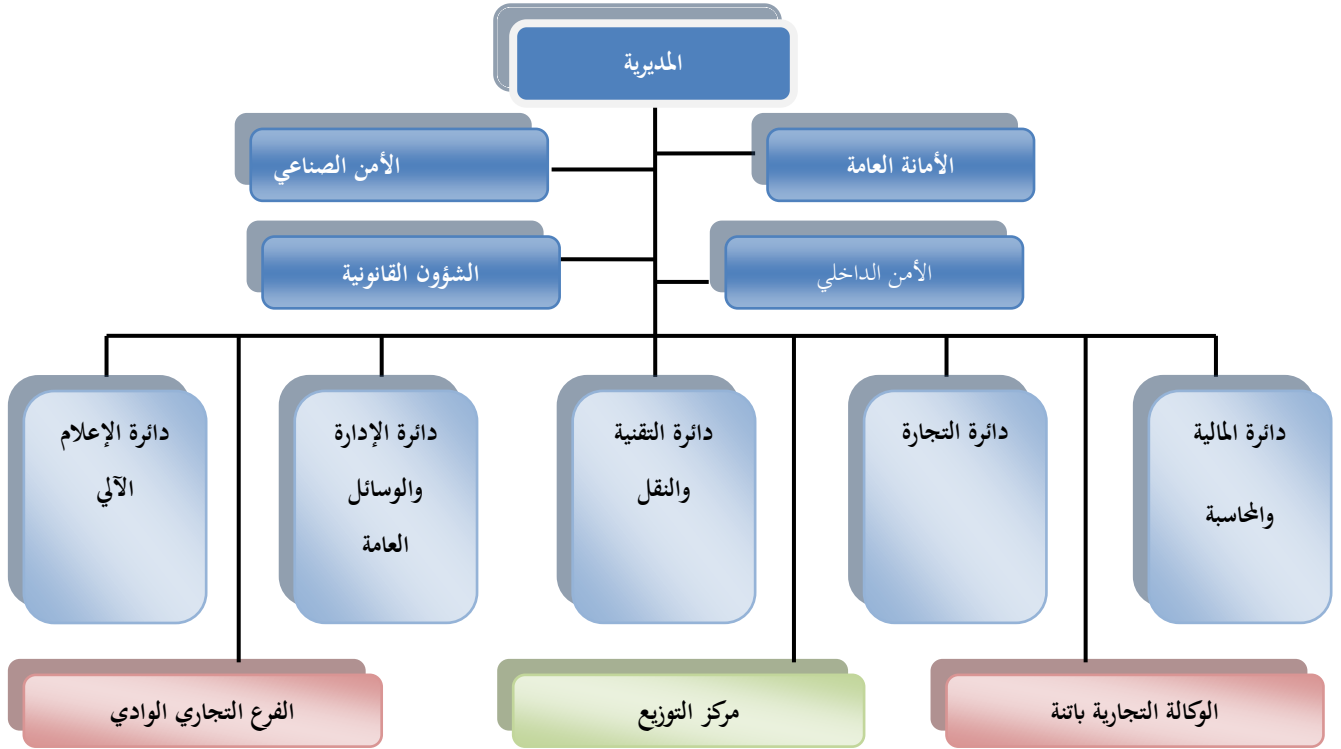 المديرية
الأمانة العامة
الأمن الصناعي
الأمن الداخلي
الشؤون القانونية
دائرة المالية
والمحاسبة
دائرة التجارة
دائرة التقنية
والنقل
دائرة الإدارة
والوسائل
العامة
دائرة الإعلام
الآلي
الوكالة التجارية باتنة
مركز التوزيع
الفرع التجاري الوادي